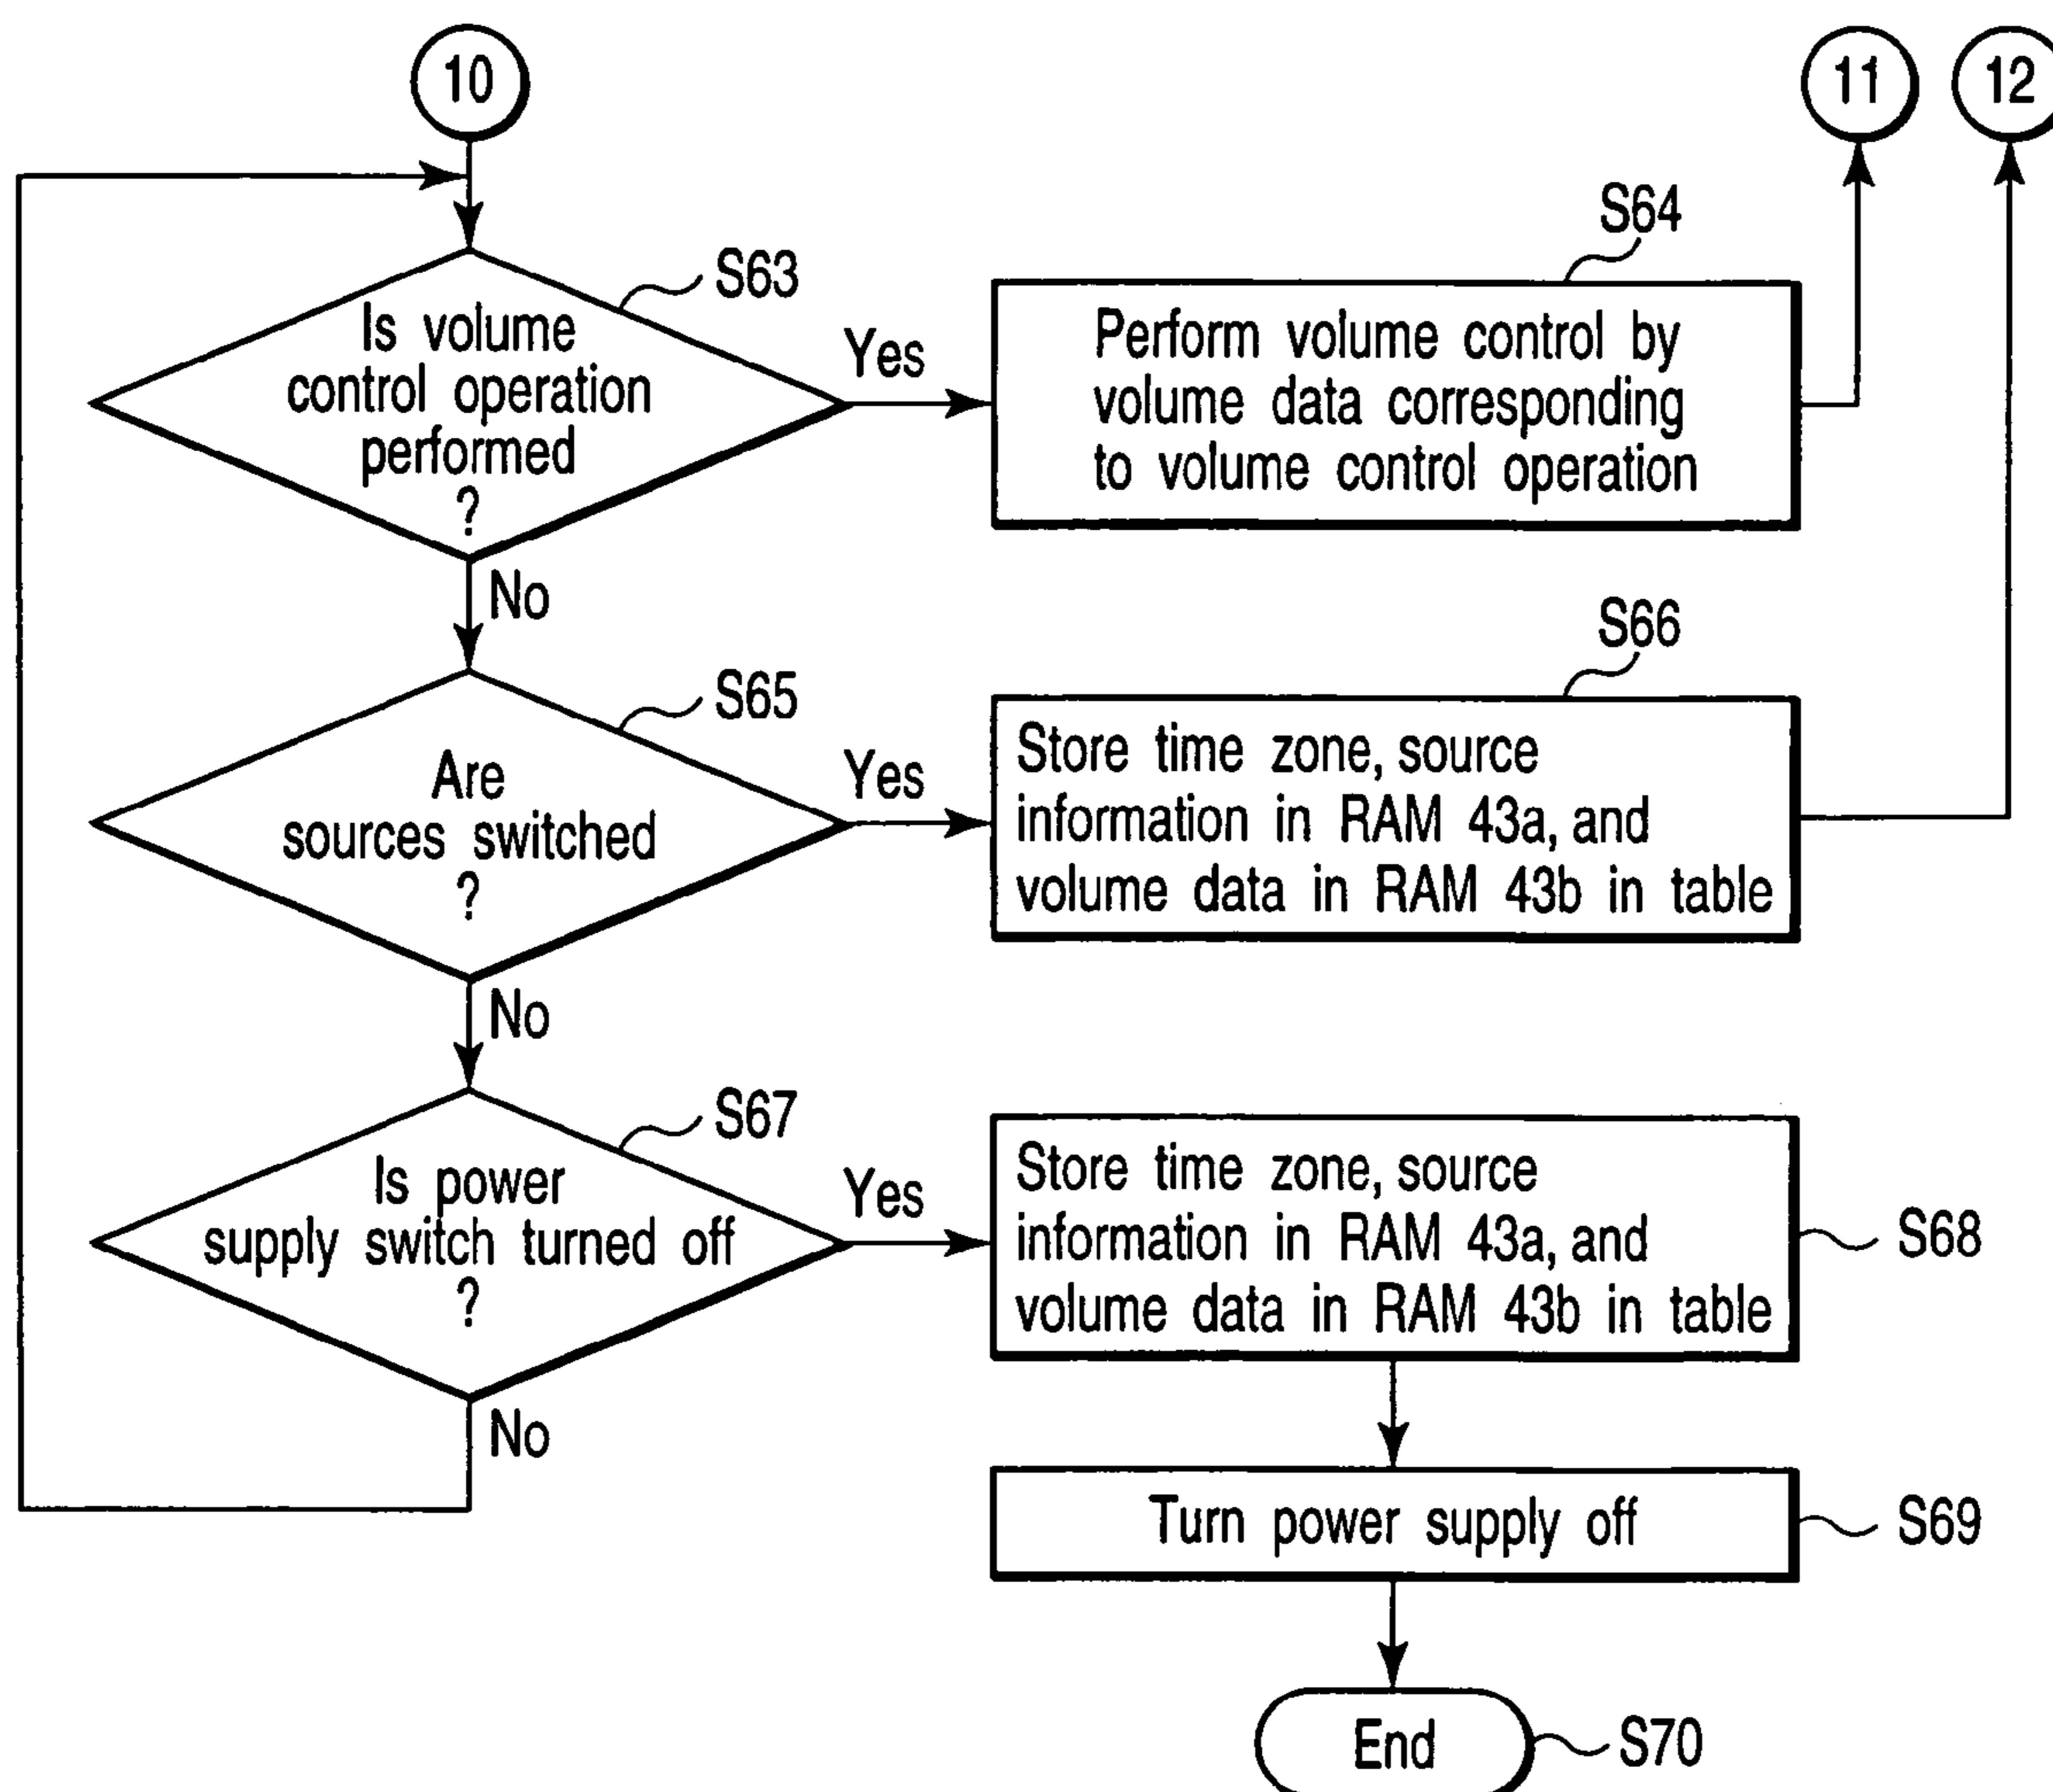 10
11
12
S63
Is volume
control operation
performed
?
Yes
No
S64
Perform volume control by
volume data corresponding
to volume control operation
S65
Are
sources switched
?
Yes
No
S66
Store time zone, source
information in RAM 43a, and
volume data in RAM 43b in table
S67
Is power
supply switch turned off
?
Yes
No
Store time zone, source
information in RAM 43a, and
volume data in RAM 43b in table
S68
Turn power supply off
S69
End
S70